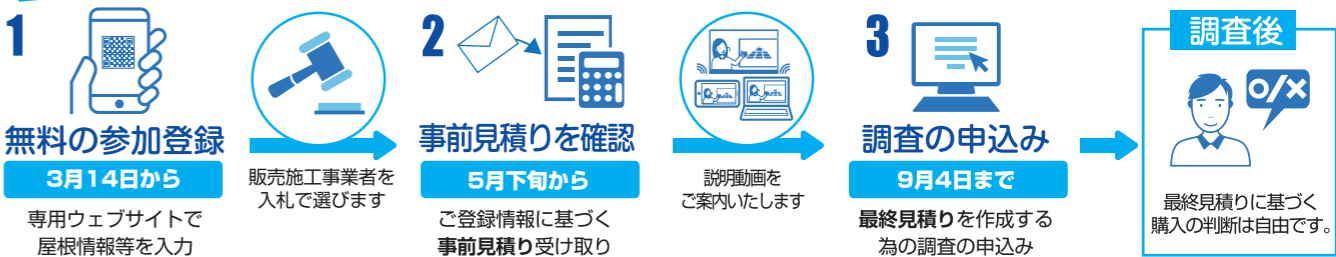 1
無料の参加登録
3月14日から
専用ウェブサイトで
屋根情報等を入力
販売施工事業者を
入札で選びます
2
事前見積りを確認
5月下旬から
ご登録情報に基づく
事前見積り受け取り
説明動画を
ご案内いたします
3
調査の申込み
9月4日まで
最終見積りを作成する
為の調査の申込み
調査後
o/×
最終見積りに基づく
購入の判断は自由です。